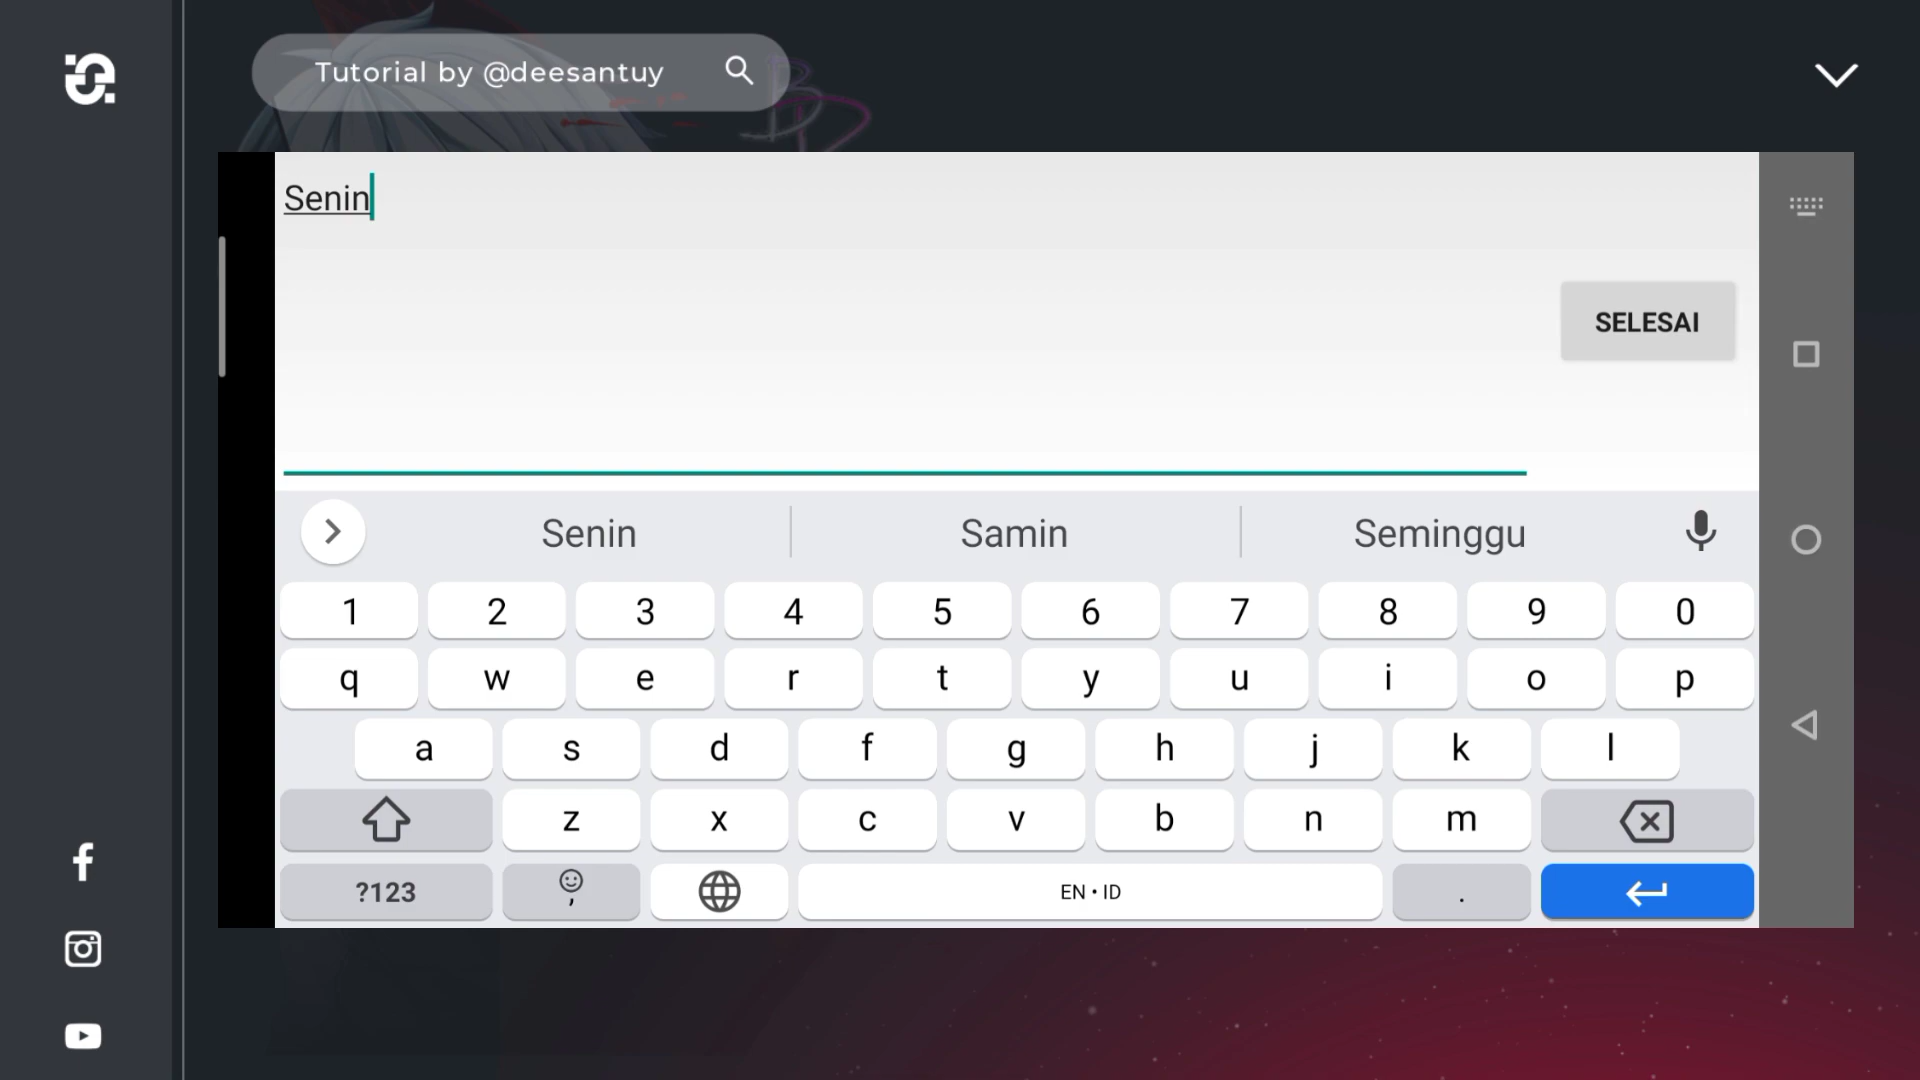 Tutorial by @deesantuy
Senin
SELESAI
Senin Samin Seminggu
1 2 3 4 5 6 7 8 9 0
q w e r t y u i o p
a s d f g h j k l
z x c v b n m
?123 , EN • ID .